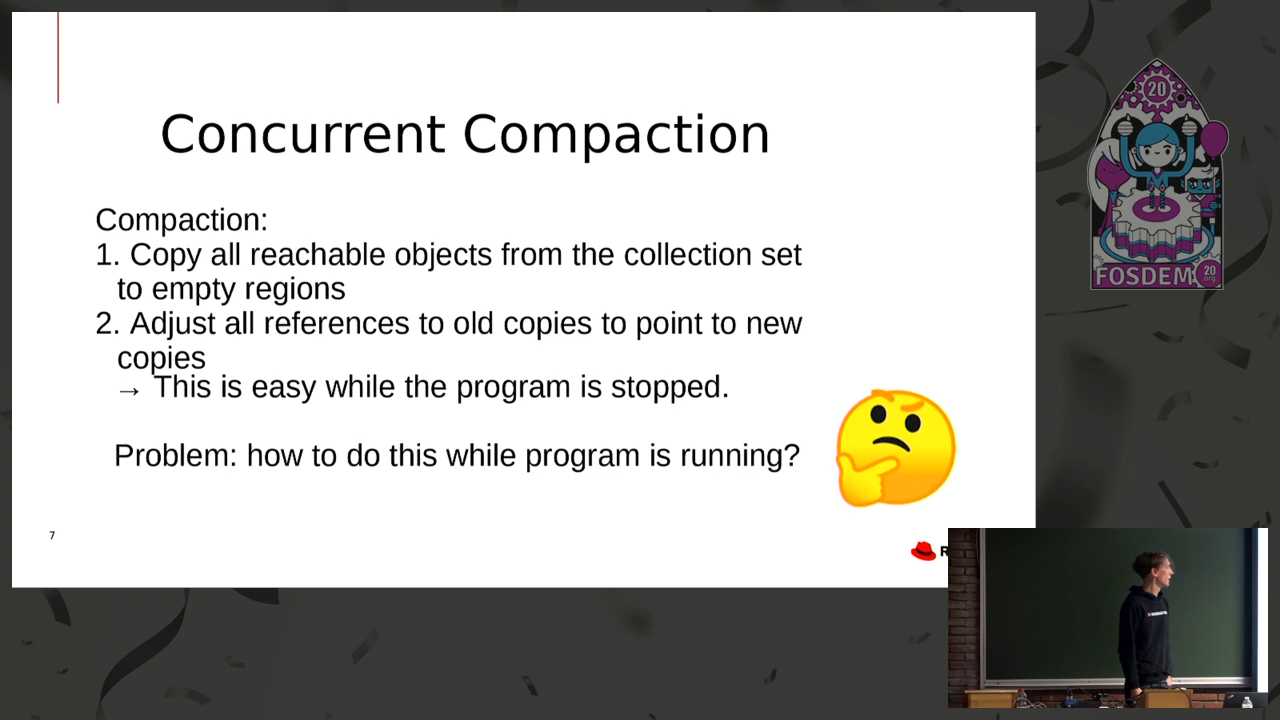 Concurrent Compaction
Compaction:
1. Copy all reachable objects from the collection set
to empty regions
2. Adjust all references to old copies to point to new
copies
→ This is easy while the program is stopped.
Problem: how to do this while program is running?
7
20
FOSDEM
20
.org